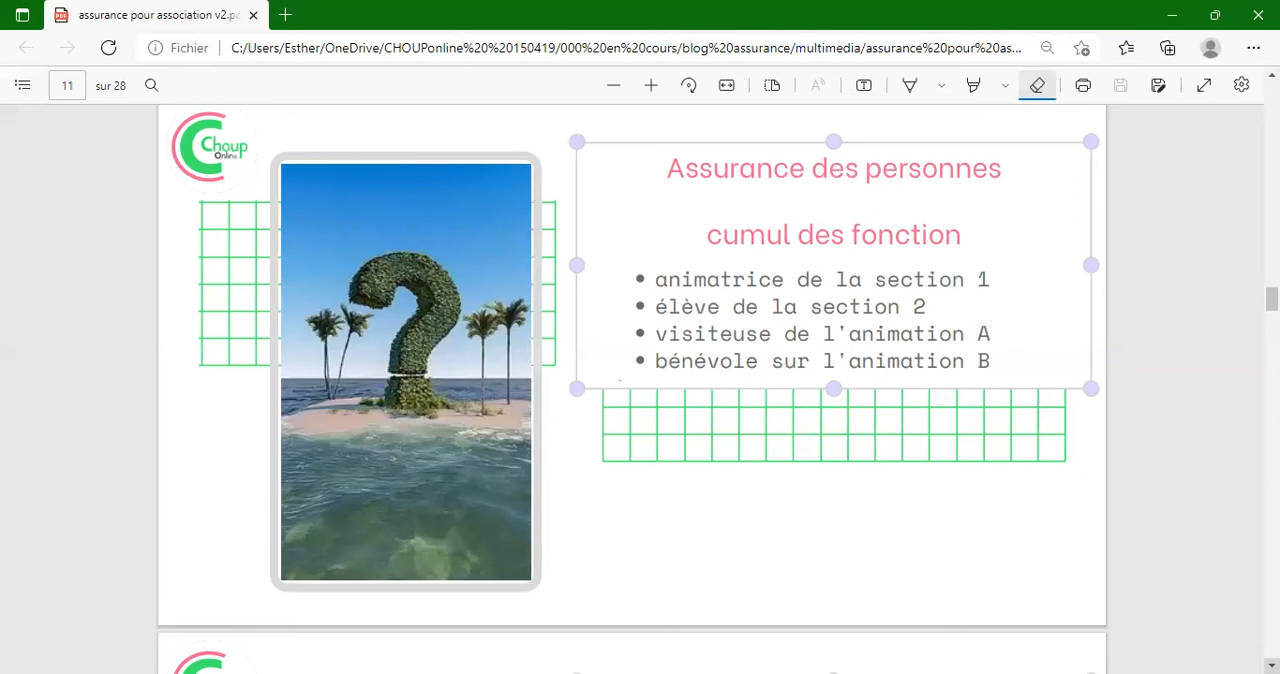 assurance pour association v2.p
Fichier
C:/Users/Esther/OneDrive/CHOUPonline%20%20150419/000%20en%20cours/blog%20assurance/multimedia/assurance%20pour%20as...
11 sur 28
Choup
Online
Assurance des personnes
cumul des fonction
• animatrice de la section 1
• élève de la section 2
• visiteuse de l'animation A
• bénévole sur l'animation B